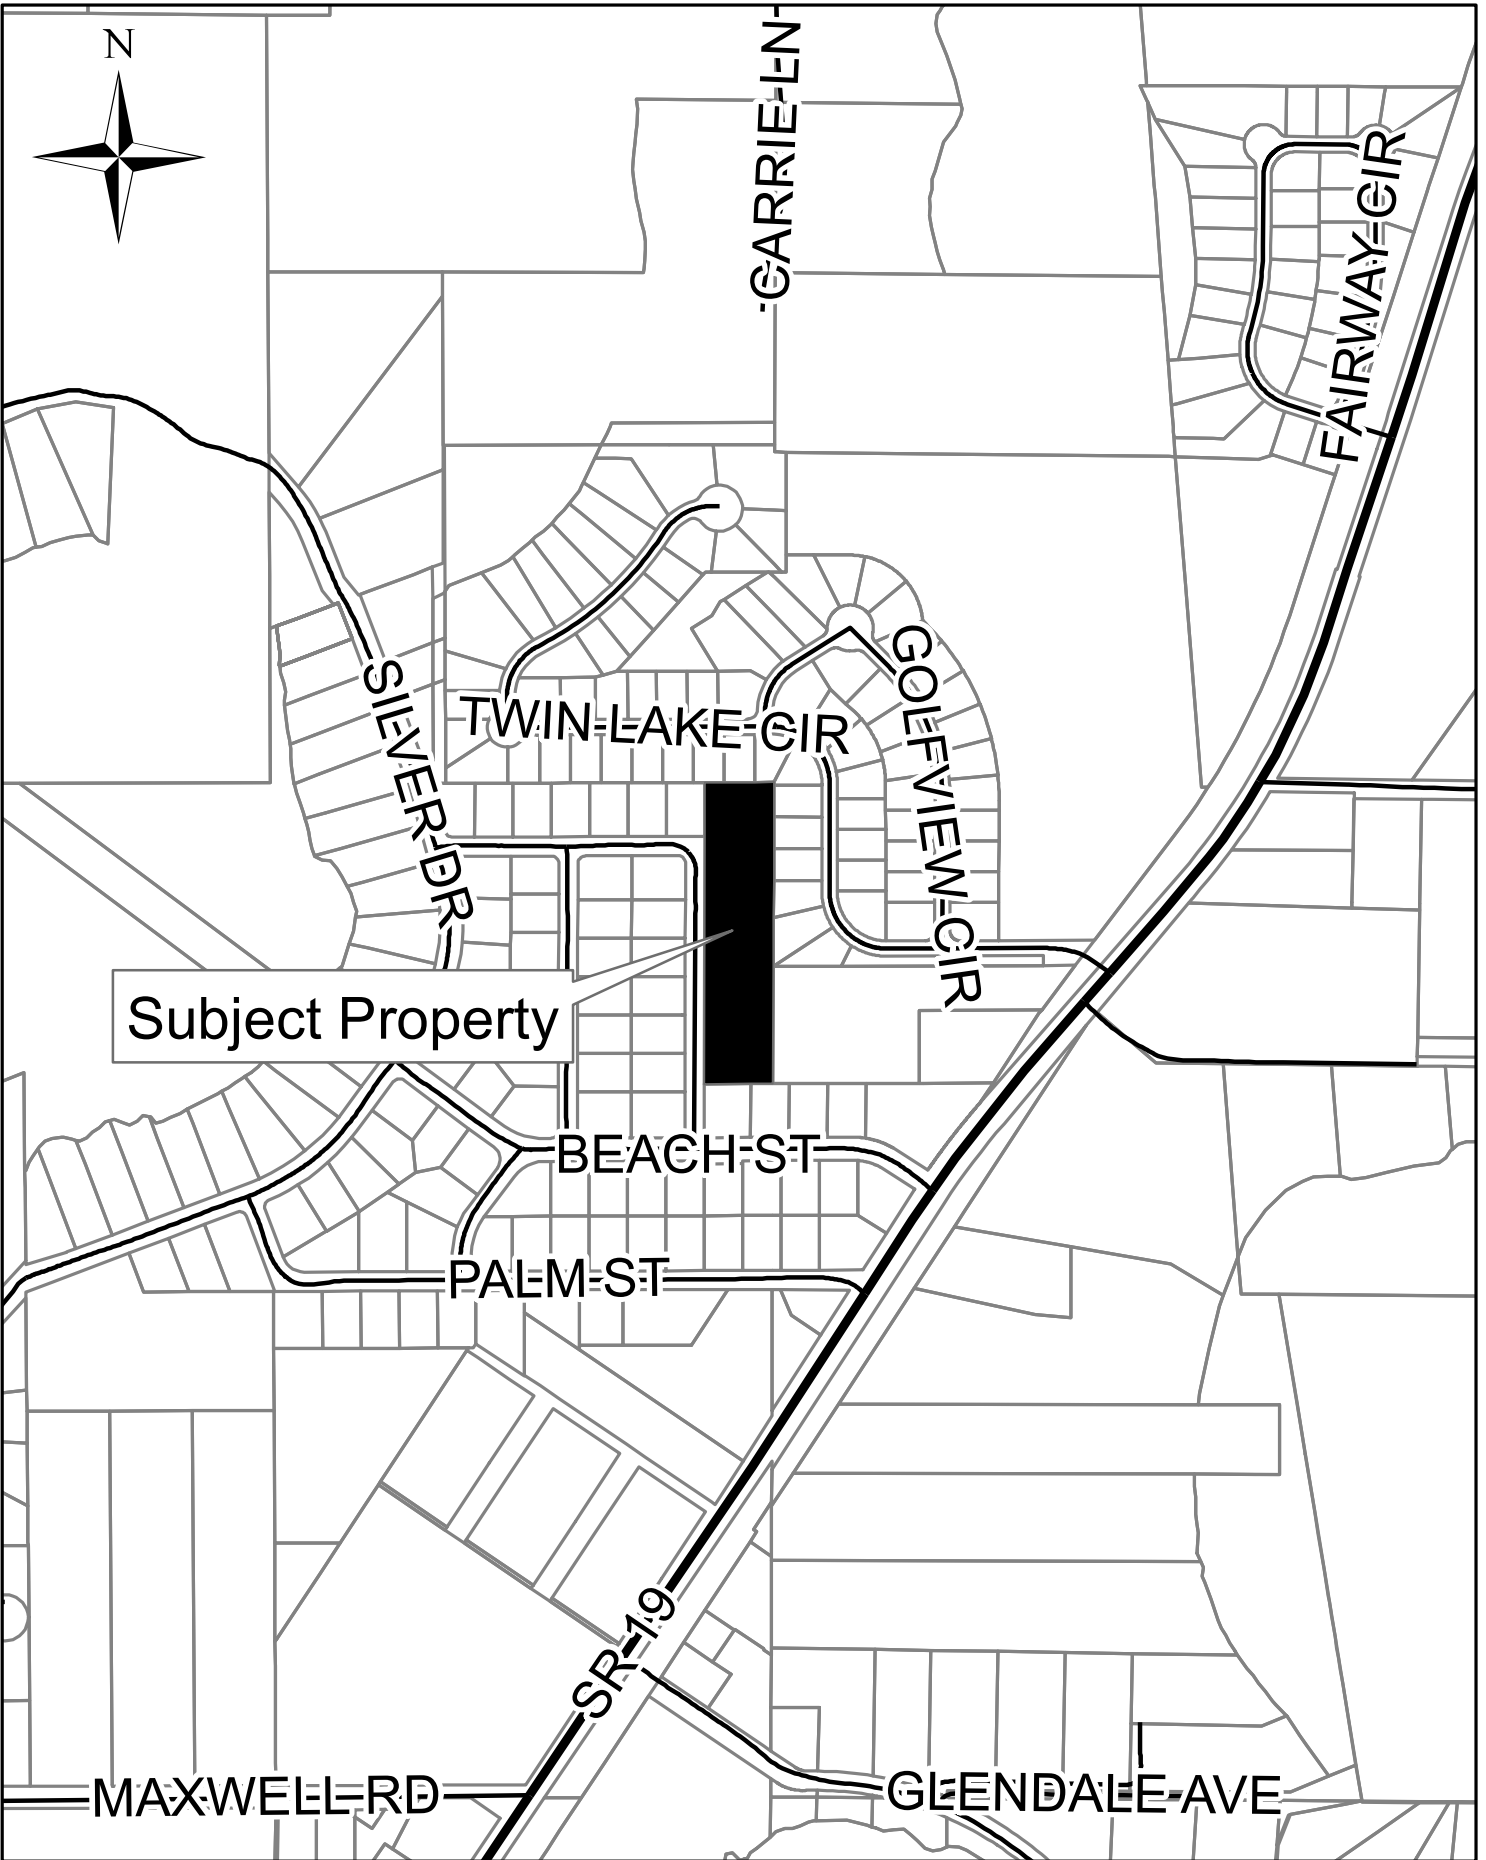 N
CARRIE LN
FAIRWAY CIR
SILVER DR
TWIN LAKE CIR
GOLFVIEW CIR
Subject Property
BEACH ST
PALM ST
SR 19
MAXWELL RD
GLENDALE AVE